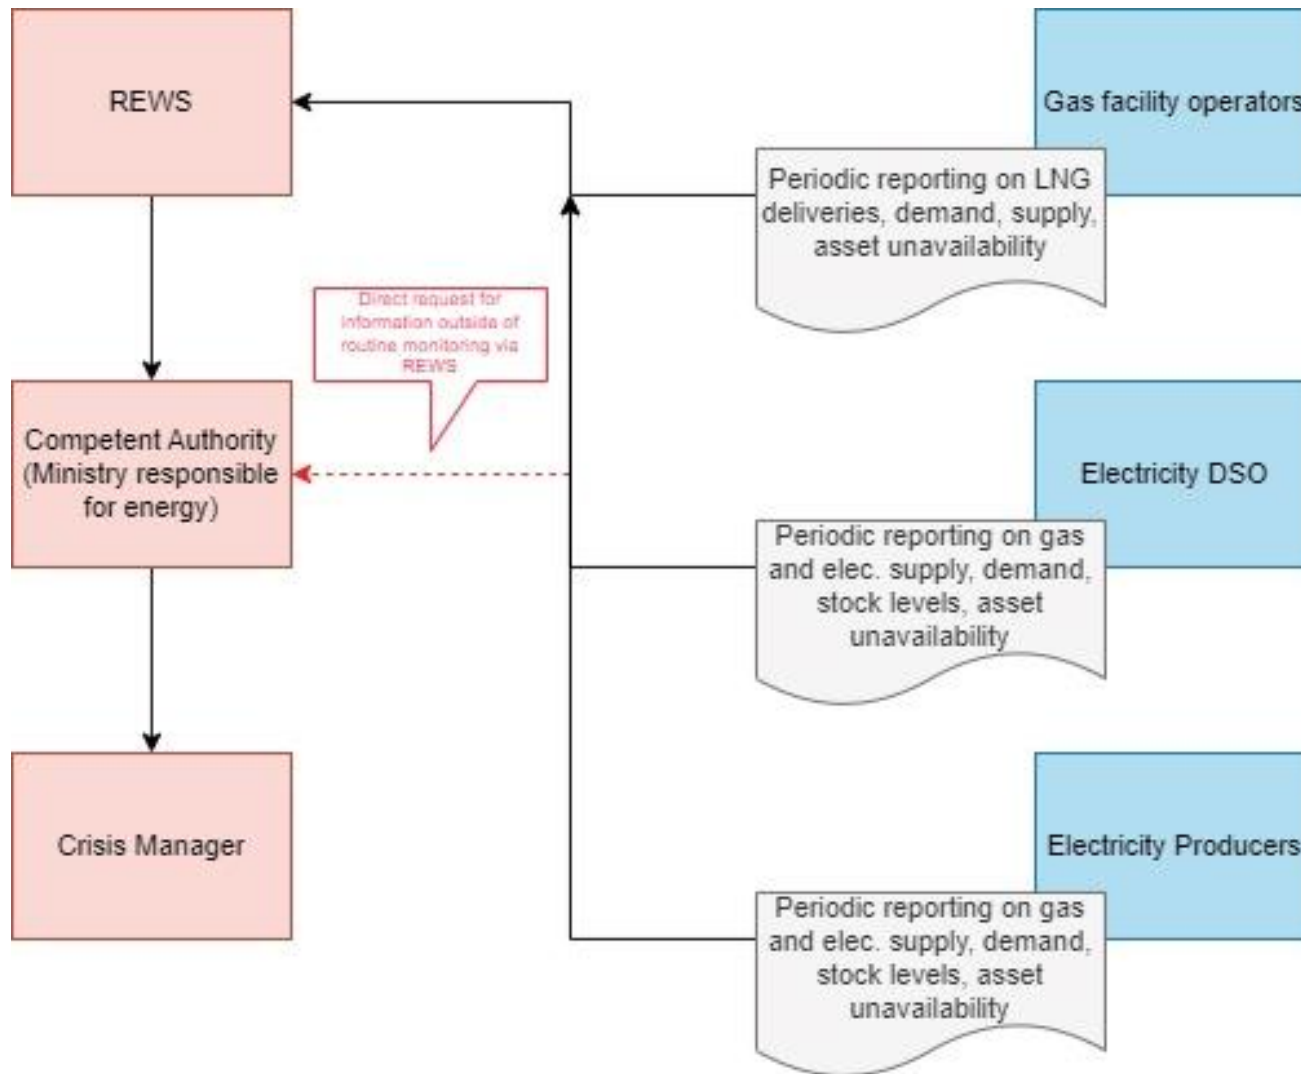 REWS
Gas facility operators
Periodic reporting on LNG
deliveries, demand, supply,
asset unavailability
Direct request for
information outside of
routine monitoring via
REWS
Competent Authority
(Ministry responsible
for energy)
Electricity DSO
Periodic reporting on gas
and elec. supply, demand,
stock levels, asset
unavailability
Crisis Manager
Electricity Producers
Periodic reporting on gas
and elec. supply, demand,
stock levels, asset
unavailability